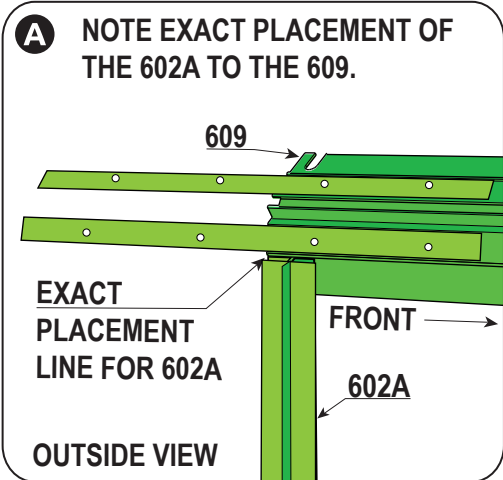 A NOTE EXACT PLACEMENT OF
THE 602A TO THE 609.
609
EXACT
PLACEMENT
LINE FOR 602A
FRONT
602A
OUTSIDE VIEW